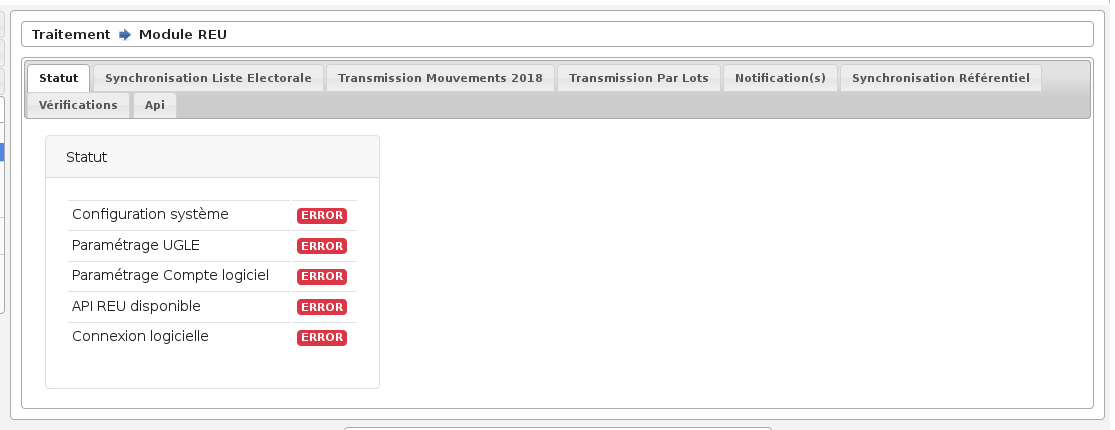 Traitement Module REU
Statut Synchronisation Liste Electorale Transmission Mouvements 2018 Transmission Par Lots Notification(s) Synchronisation Référentiel
Vérifications Api
Statut
Configuration système ERROR
Paramétrage UGLE ERROR
Paramétrage Compte logiciel ERROR
API REU disponible ERROR
Connexion logicielle ERROR